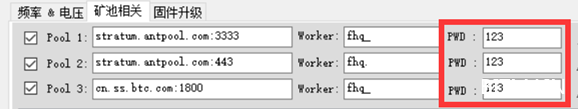 频率 & 电压 矿池相关 固件升级
Pool 1: stratum.antpool.com:3333 Worker: fhq_ PWD : 123
Pool 2: stratum.antpool.com:443 Worker: fhq. PWD : 123
Pool 3: cn.ss.btc.com:1800 Worker: fhq_ PWD : 123